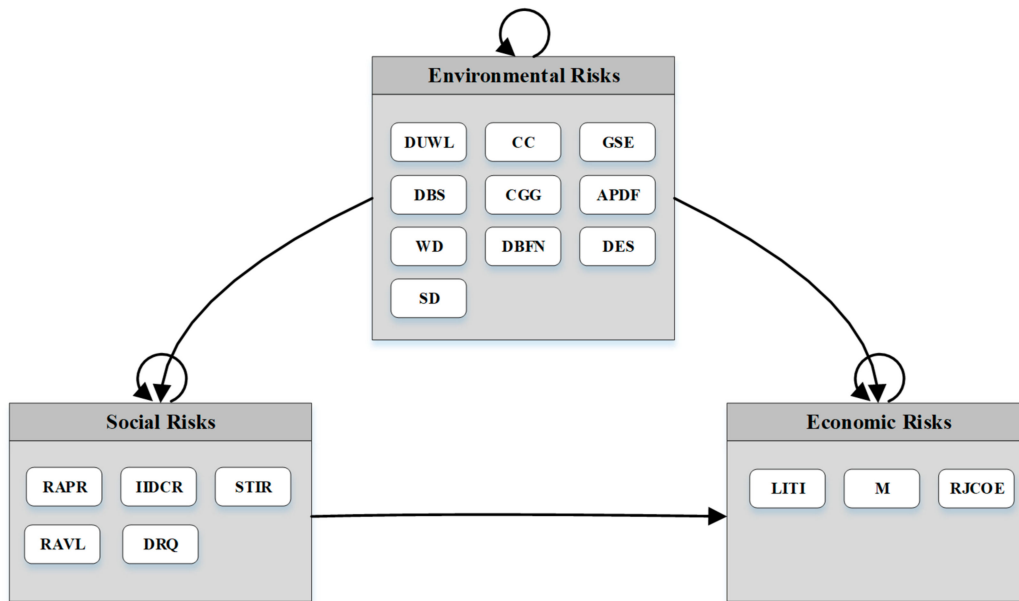 Environmental Risks
DUWL CC GSE
DBS CGG APDF
WD DBFN DES
SD
Social Risks
RAPR IIDCR STIR
RAVL DRQ
Economic Risks
LITI M RJCOE